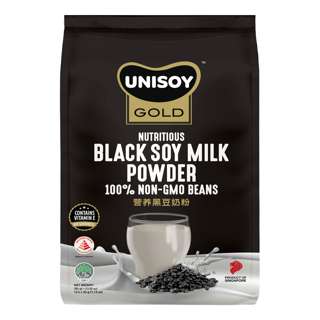 UNISOY
GOLD
NUTRITIOUS
BLACK SOY MILK
POWDER
100% NON-GMO BEANS
营养黑豆奶粉
CONTAINS
VITAMIN E
PRODUCT OF
SINGAPORE